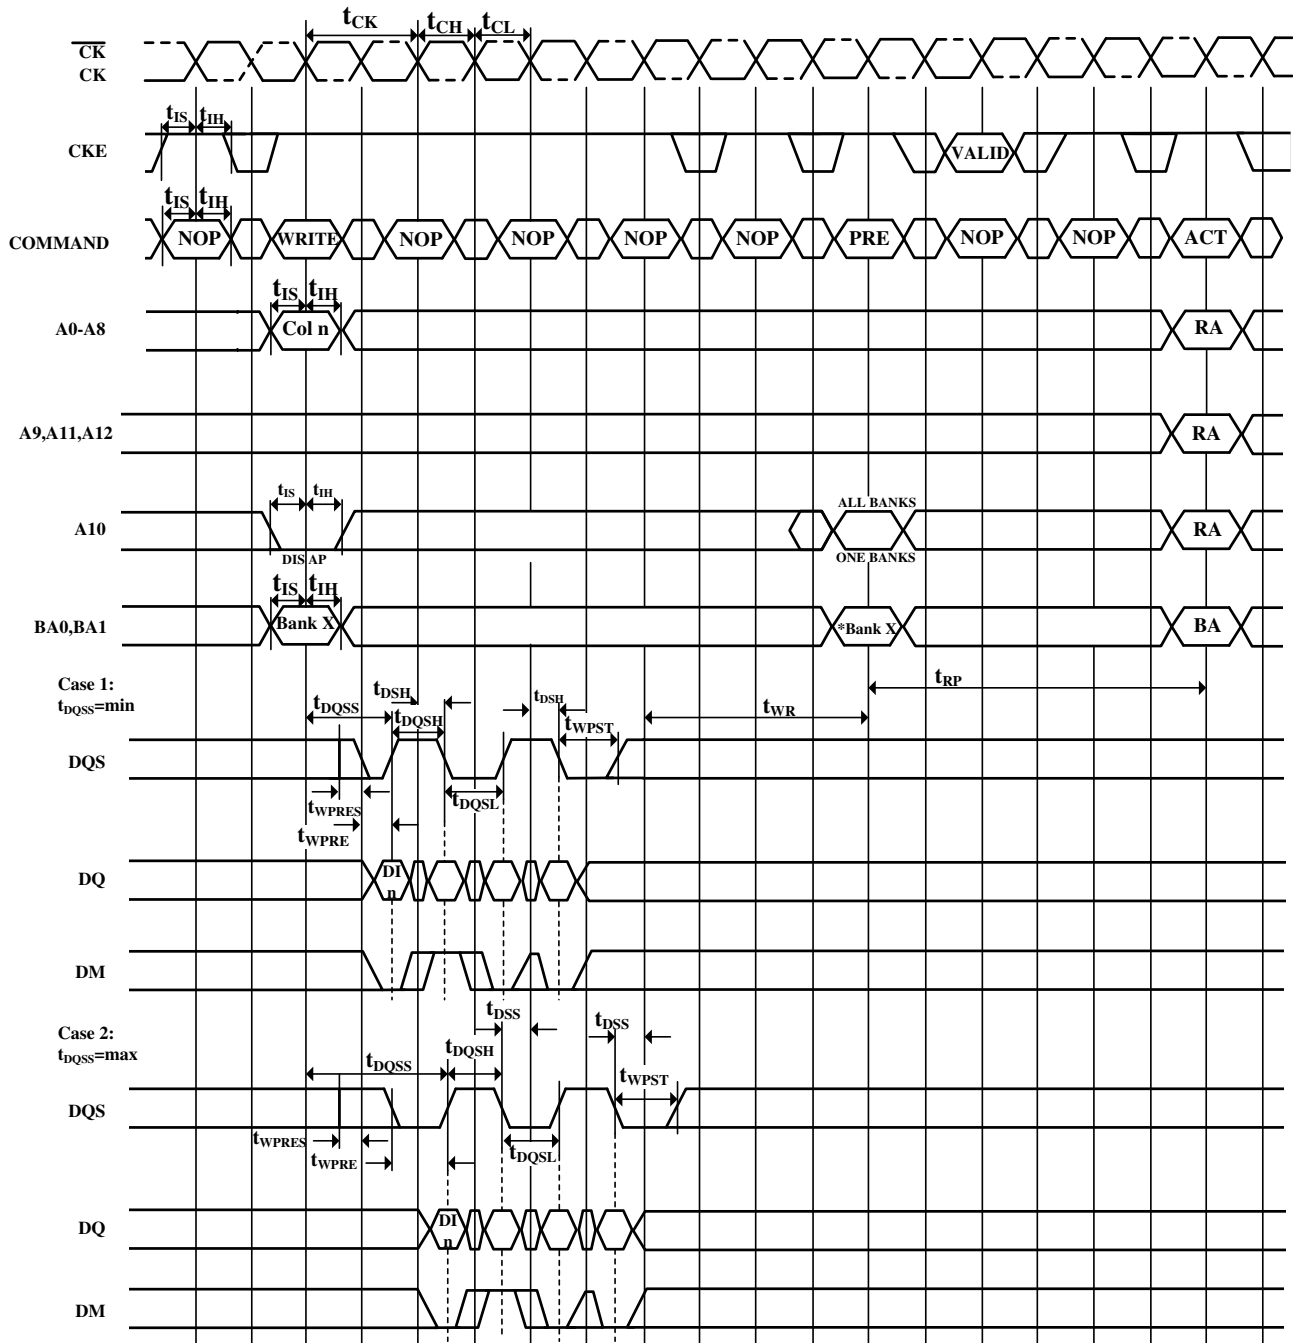 tCK tCH tCL
CK
CK
tIS tIH
CKE VALID
tIS tIH
COMMAND NOP WRITE NOP NOP NOP NOP PRE NOP NOP ACT
tIS tIH
A0-A8 Col n RA
A9,A11,A12 RA
tIS tIH ALL BANKS
A10 RA
DIS AP ONE BANKS
tIS tIH
BA0,BA1 Bank X *Bank X BA
Case 1:
tDQSS=min
tDSH tDSH tRP
tDQSS tDQSH tWPST tWR
DQS
tWPRES tDQSL
tWPRE
DQ DI
n
DM
Case 2:
tDQSS=max
tDSS tDSS
tDQSS tDQSH tWPST
DQS
tWPRES tWPRE tDQSL
DQ DI
n
DM